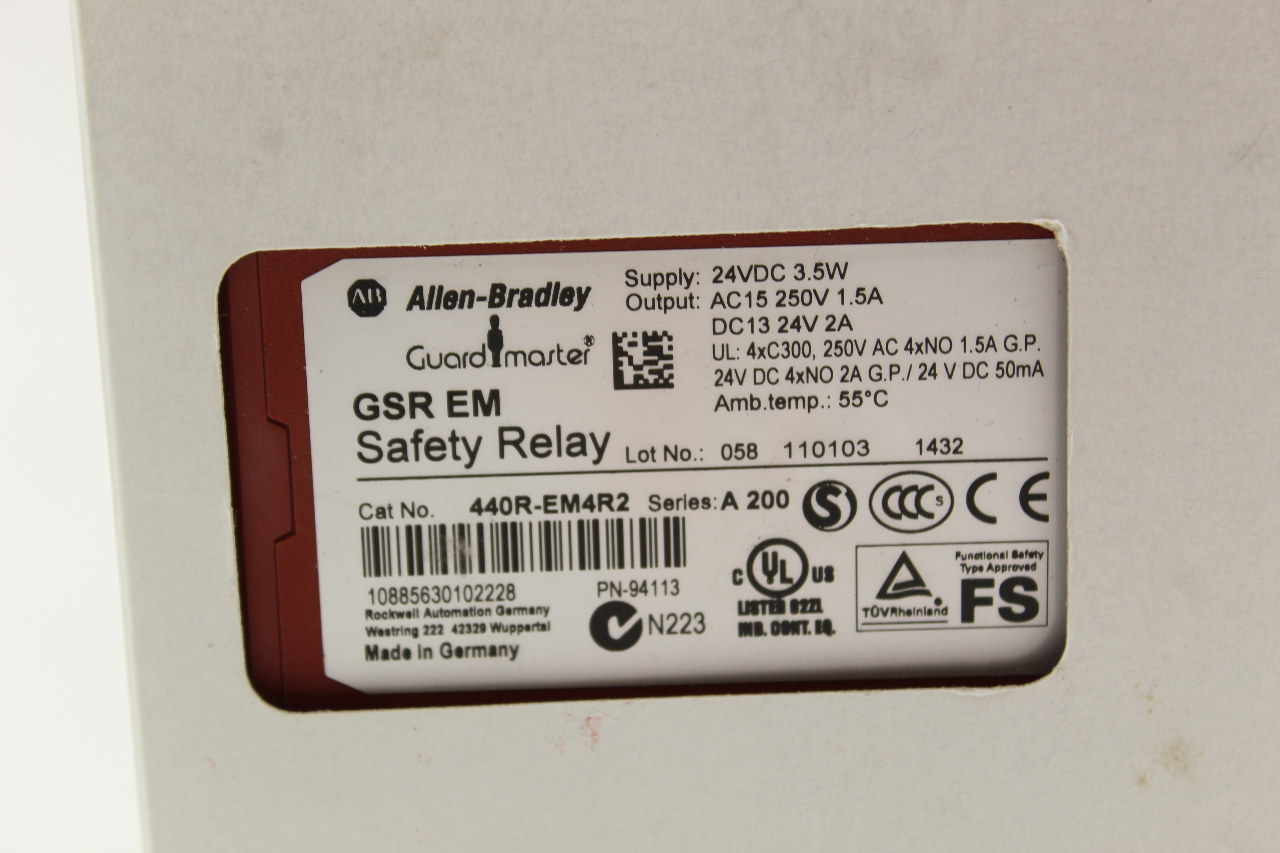 AB Allen-Bradley
Guardmaster®
GSR EM
Safety Relay
Supply: 24VDC 3.5W
Output: AC15 250V 1.5A
DC13 24V 2A
UL: 4xC300, 250V AC 4xNO 1.5A G.P.
24V DC 4xNO 2A G.P./ 24 V DC 50mA
Amb.temp.: 55°C
Lot No.: 058 110103 1432
Cat No. 440R-EM4R2 Series: A 200
S CCC S CE
10885630102228 PN-94113
Rockwell Automation Germany
Westring 222 42329 Wuppertal
Made in Germany
N223
C UL US
LISTED 92ZL
IND. CONT. EQ.
TÜVRheinland
Functional Safety
Type Approved
FS